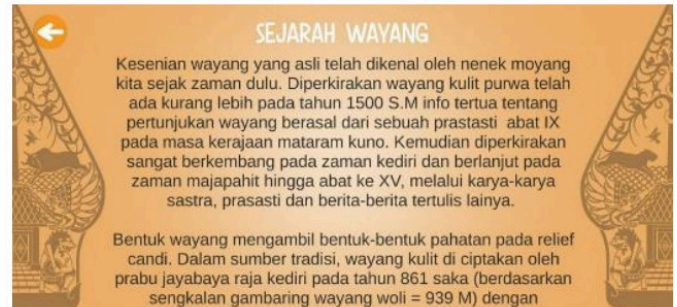 SEJARAH WAYANG
Kesenian wayang yang asli telah dikenal oleh nenek moyang
kita sejak zaman dulu. Diperkirakan wayang kulit purwa telah
ada kurang lebih pada tahun 1500 S.M info tertua tentang
pertunjukan wayang berasal dari sebuah prastasti abat IX
pada masa kerajaan mataram kuno. Kemudian diperkirakan
sangat berkembang pada zaman kediri dan berlanjut pada
zaman majapahit hingga abat ke XV, melalui karya-karya
sastra, prasasti dan berita-berita tertulis lainya.
Bentuk wayang mengambil bentuk-bentuk pahatan pada relief
candi. Dalam sumber tradisi, wayang kulit di ciptakan oleh
prabu jayabaya raja kediri pada tahun 861 saka (berdasarkan
sengkalan gambaring wayang woli = 939 M) dengan